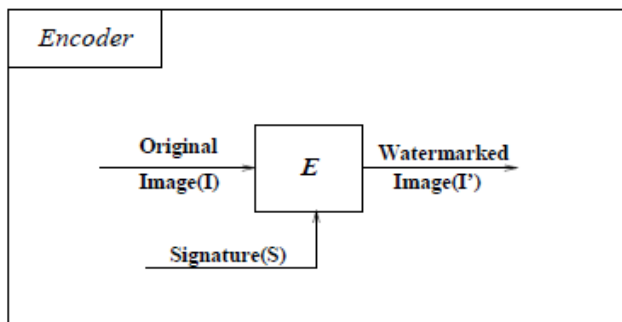 Encoder
Original
Image(I)
E
Watermarked
Image(I')
Signature(S)